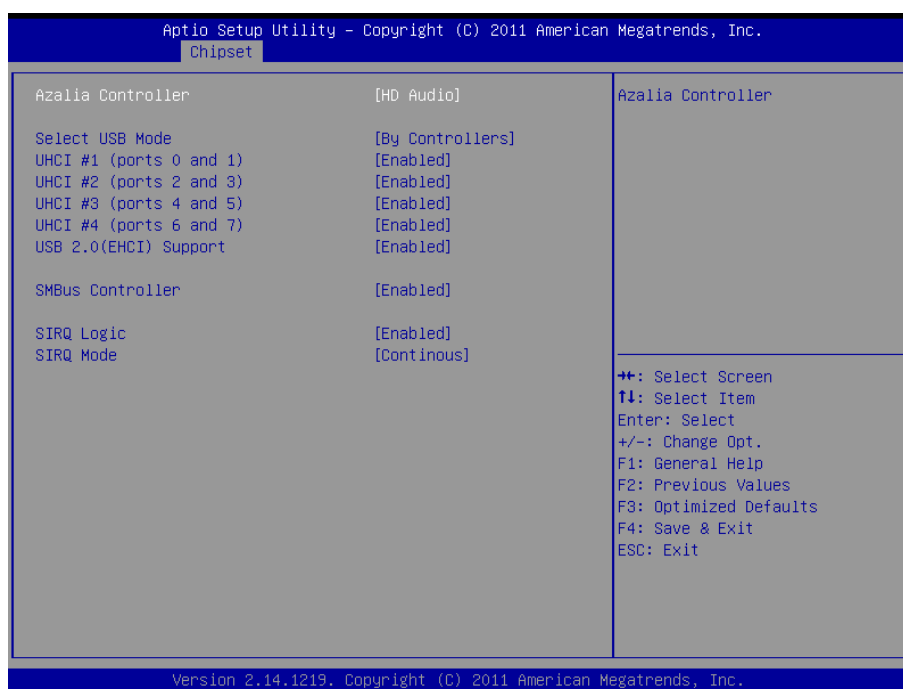 Aptio Setup Utility – Copyright (C) 2011 American Megatrends, Inc.
Chipset
Azalia Controller [HD Audio]
Select USB Mode [By Controllers]
UHCI #1 (ports 0 and 1) [Enabled]
UHCI #2 (ports 2 and 3) [Enabled]
UHCI #3 (ports 4 and 5) [Enabled]
UHCI #4 (ports 6 and 7) [Enabled]
USB 2.0(EHCI) Support [Enabled]
SMBus Controller [Enabled]
SIRQ Logic [Enabled]
SIRQ Mode [Continous]
Azalia Controller
→←: Select Screen
↑↓: Select Item
Enter: Select
+/-: Change Opt.
F1: General Help
F2: Previous Values
F3: Optimized Defaults
F4: Save & Exit
ESC: Exit
Version 2.14.1219. Copyright (C) 2011 American Megatrends, Inc.